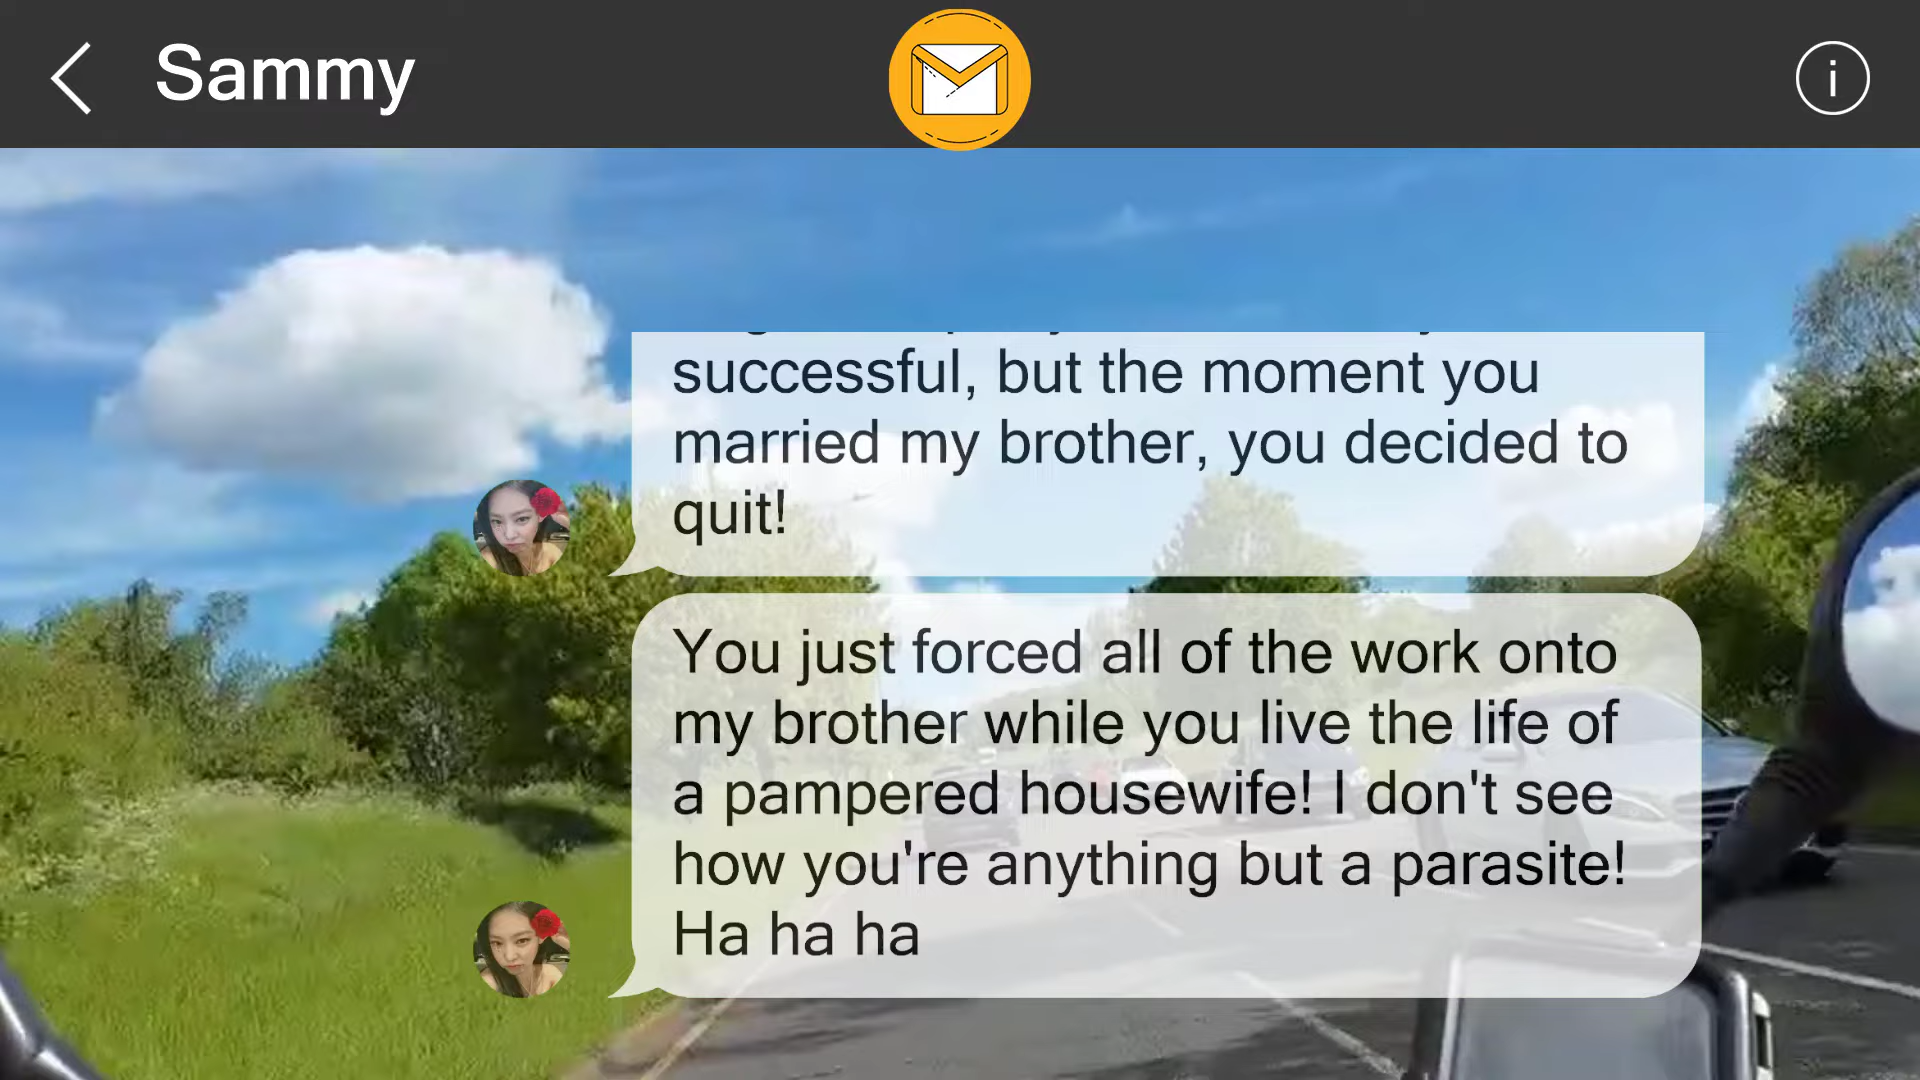 Sammy
successful, but the moment you
married my brother, you decided to
quit!
You just forced all of the work onto
my brother while you live the life of
a pampered housewife! I don't see
how you're anything but a parasite!
Ha ha ha